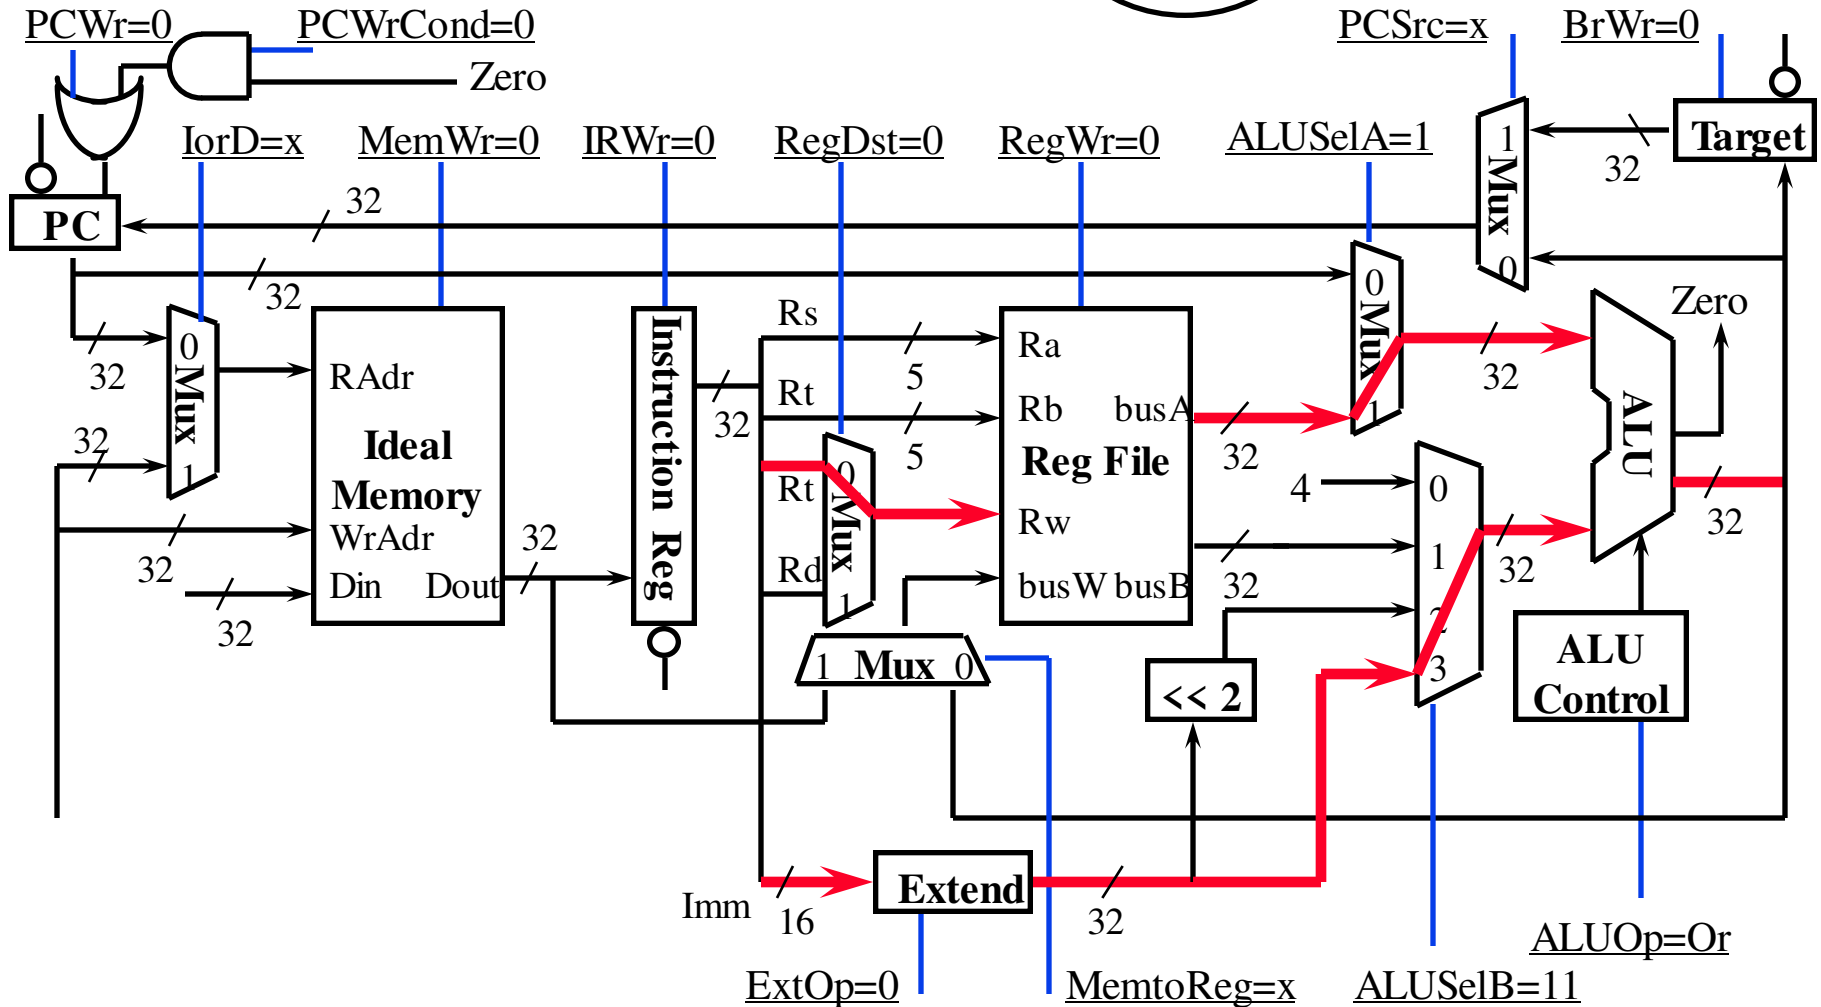 PCWr=0 PCWrCond=0 PCSrc=x BrWr=0
Zero
IorD=x MemWr=0 IRWr=0 RegDst=0 RegWr=0 ALUSelA=1
1 Mux 0
32 Target
PC
32
32
32
0 Mux 1
32
32
32
RAdr
Ideal
Memory
WrAdr
Din Dout
32
Instruction Reg
32
Rs
5
Rt
5
Rt
Rd
0 Mux 1
Ra
Rb busA
Reg File
Rw
busW busB
32
32
0 Mux 1
32
4
0
1
2
3
32
ALU
Zero
32
1 Mux 0
<< 2
ALU
Control
Imm 16
Extend
32
ALUOp=Or
ExtOp=0 MemtoReg=x ALUSelB=11